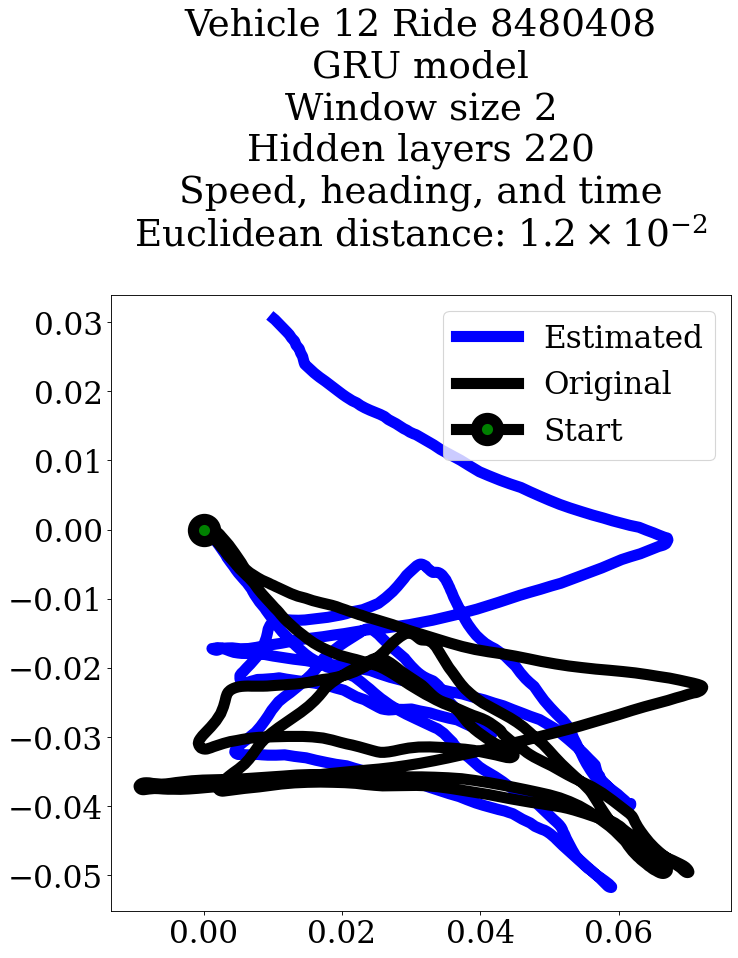 Vehicle 12 Ride 8480408
GRU model
Window size 2
Hidden layers 220
Speed, heading, and time
Euclidean distance: 1.2 × 10⁻²
Estimated
Original
Start
0.03
0.02
0.01
0.00
−0.01
−0.02
−0.03
−0.04
−0.05
0.00 0.02 0.04 0.06